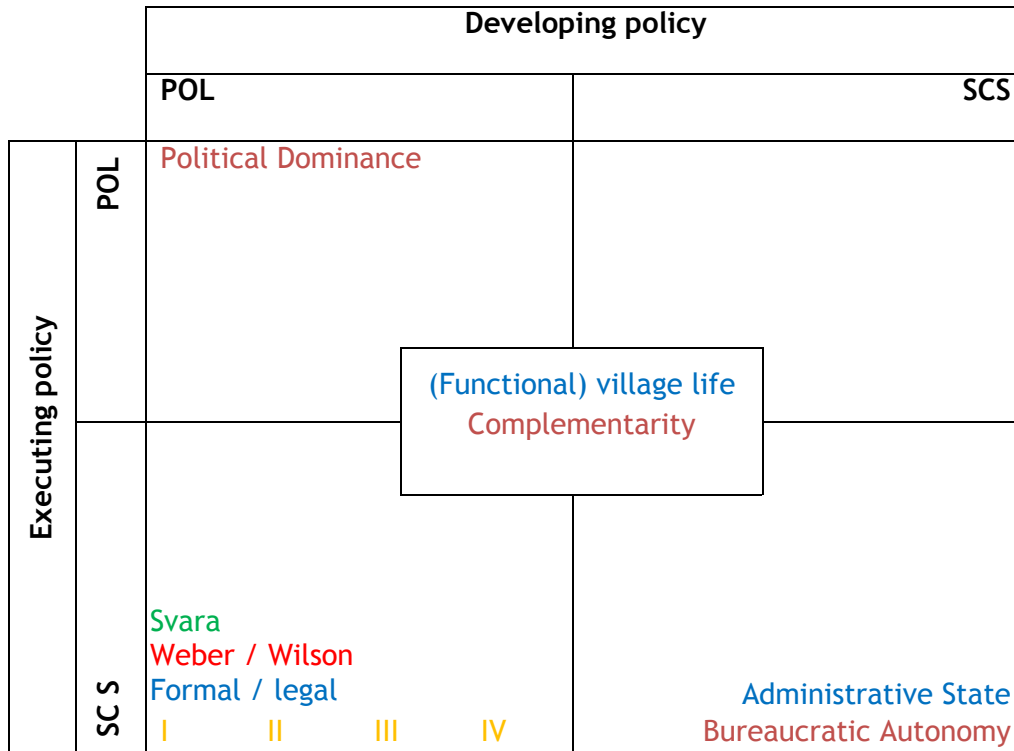 Developing policy
POL
SCS
Executing policy
POL
Political Dominance
(Functional) village life
Complementarity
SC S
Svara
Weber / Wilson
Formal / legal
I II III IV
Administrative State
Bureaucratic Autonomy